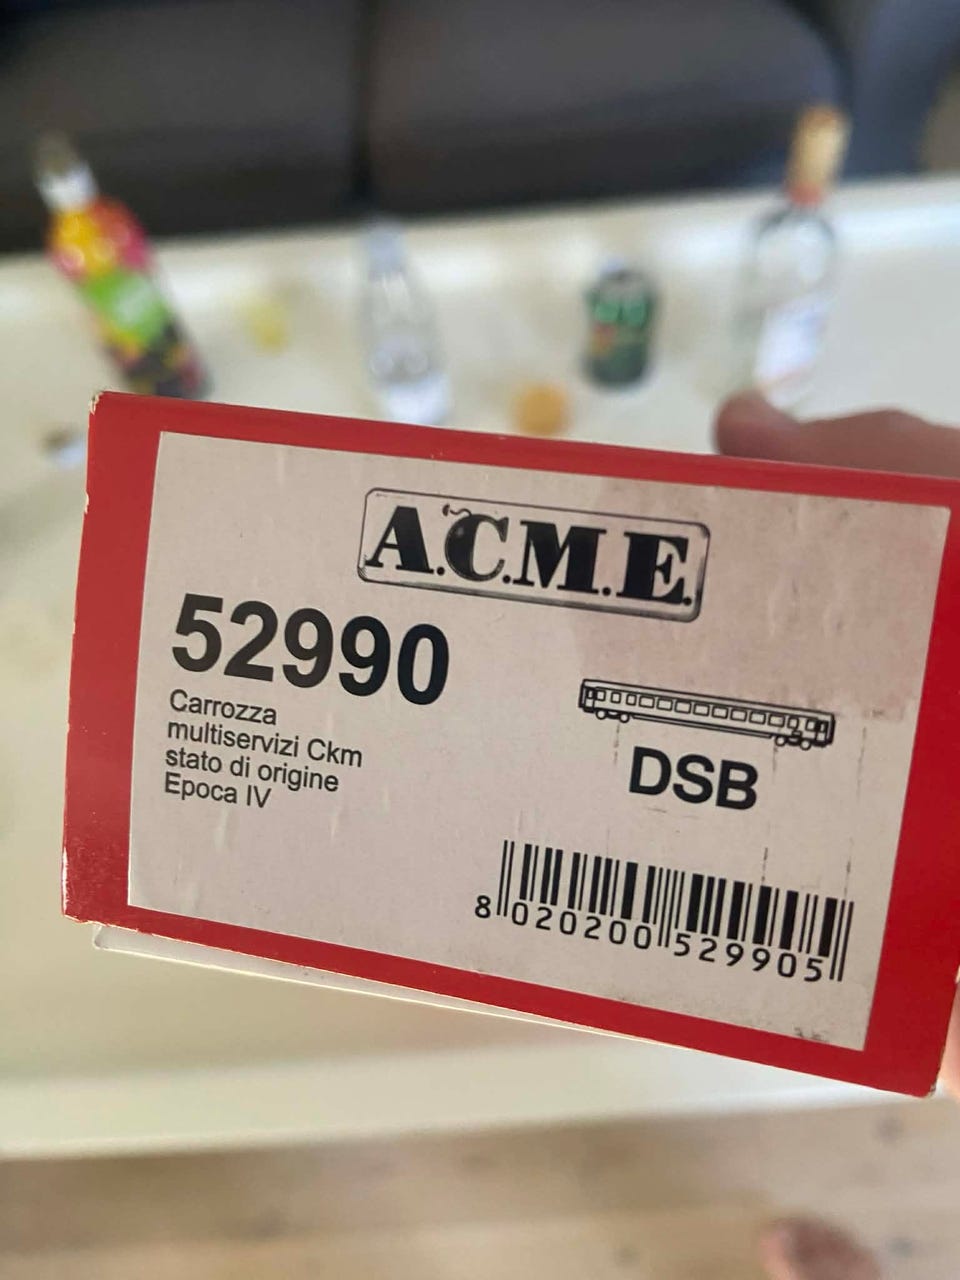 A.C.M.E.
52990
Carrozza
multiservizi Ckm
stato di origine
Epoca IV
DSB
8 020200 529905